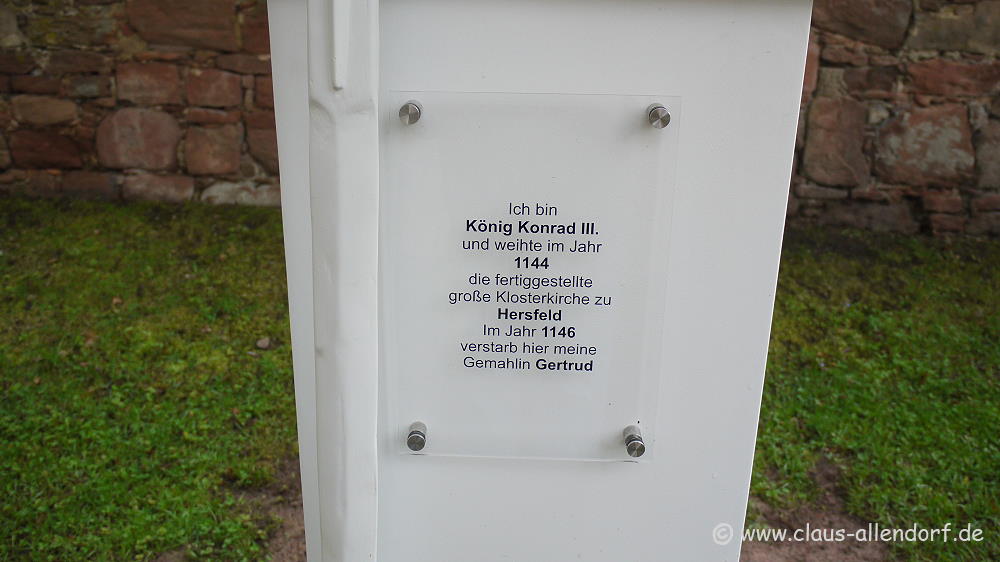 Ich bin
König Konrad III.
und weihte im Jahr
1144
die fertiggestellte
große Klosterkirche zu
Hersfeld
Im Jahr 1146
verstarb hier meine
Gemahlin Gertrud
© www.claus-allendorf.de